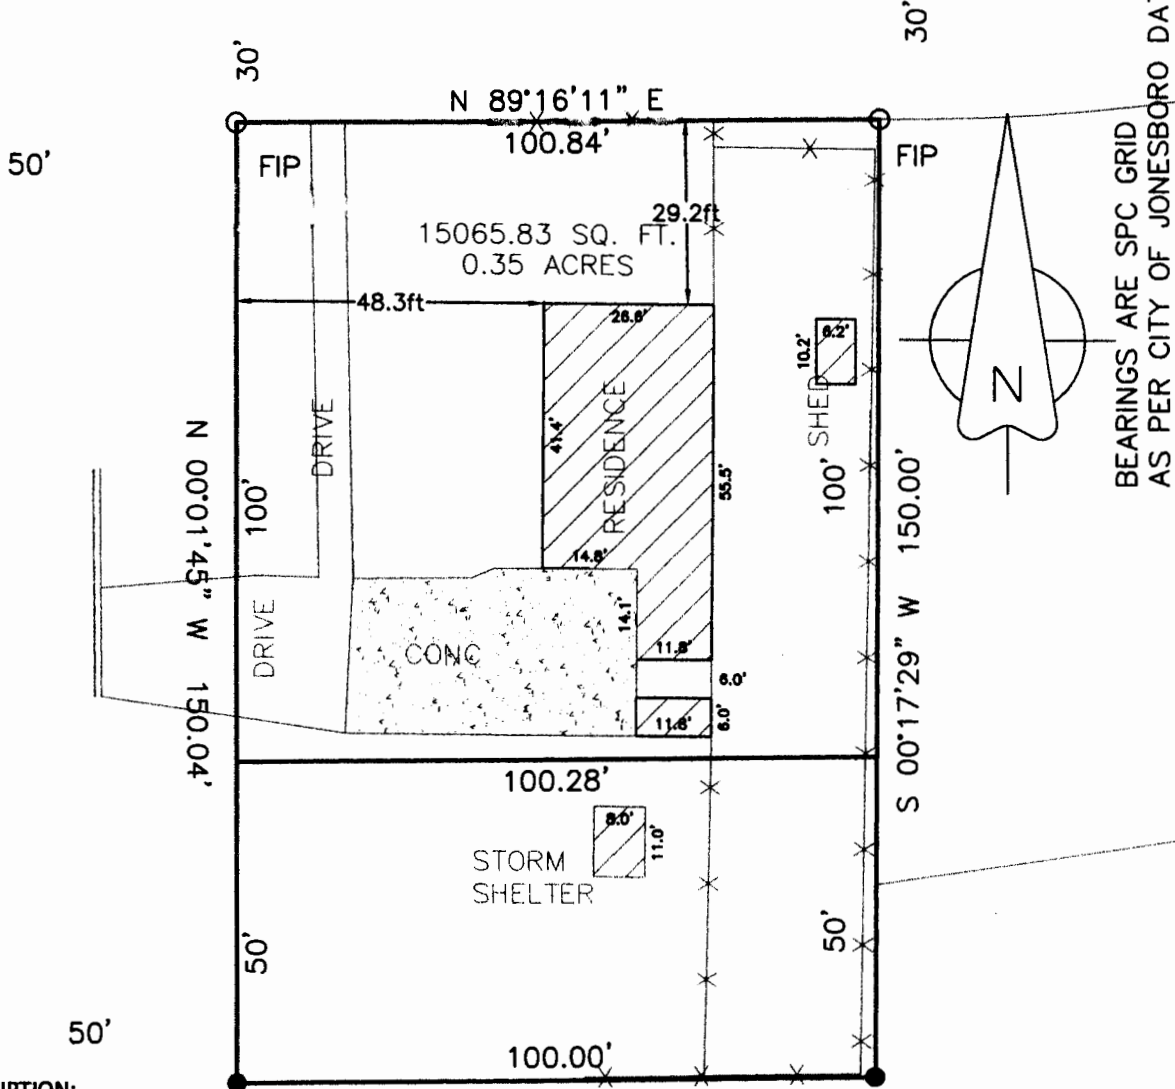 30'
30'
N 89°16'11" E
100.84'
50'
FIP
FIP
29.2ft
15065.83 SQ. FT.
0.35 ACRES
48.3ft
26.6'
10.2'
6.2'
SHED
N
BEARINGS ARE SPC GRID
AS PER CITY OF JONESBORO DAT
DRIVE
41.4'
RESIDENCE
55.5'
100'
100'
N 00°01'45" W 150.04'
S 00°17'29" W 150.00'
14.8'
14.1'
DRIVE
CONC
11.8'
6.0'
11.8'
6.0'
100.28'
8.0'
11.0'
STORM
SHELTER
50'
50'
50'
100.00'
IPTION: